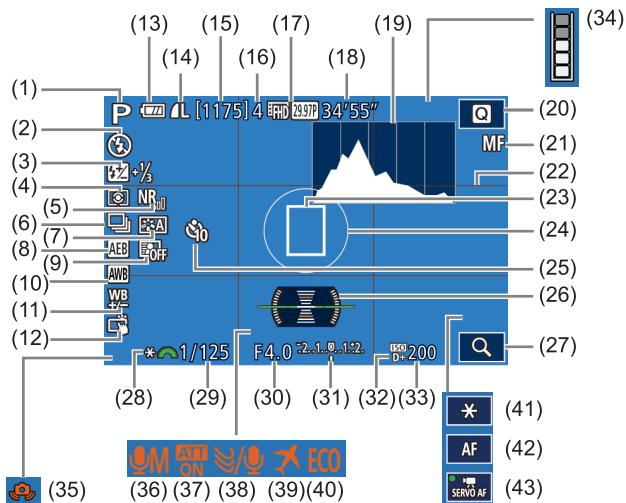 (13) (15) (17) (19) (34)
(14) (16) (18)
(1) P L [1175] 4 FHD 29.97P 34'55" Q (20)
(2) MF (21)
(3) +1/3 (22)
(4) (5) NR (23)
(6) (24)
(7) A 10
(8) AEB (9) OFF (25)
(10) AWB (26)
(11) WB +/-
(12) (27)
1/125 F4.0 -2..1..0..1.+2. ISO D+ 200
(28) (29) (30) (31) (32) (33)
* (41)
M ATT ON ECO AF (42)
(35) (36) (37) (38) (39) (40) SERVO AF (43)